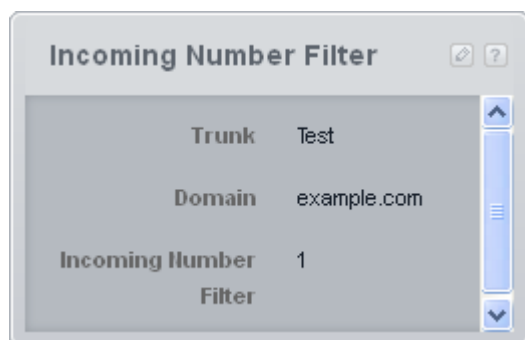 Incoming Number Filter
?
Trunk Test
Domain example.com
Incoming Number 1
Filter